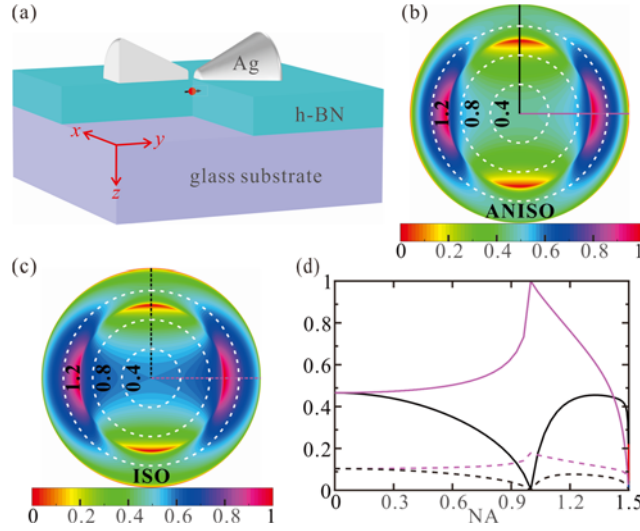 (a)
Ag
h-BN
x
y
z
glass substrate
(b)
1.2
0.8
0.4
ANISO
0 0.2 0.4 0.6 0.8 1
(c)
1.2
0.8
0.4
ISO
0 0.2 0.4 0.6 0.8 1
(d)
1
0.8
0.6
0.4
0.2
0
0 0.3 0.6 0.9 1.2 1.5
NA